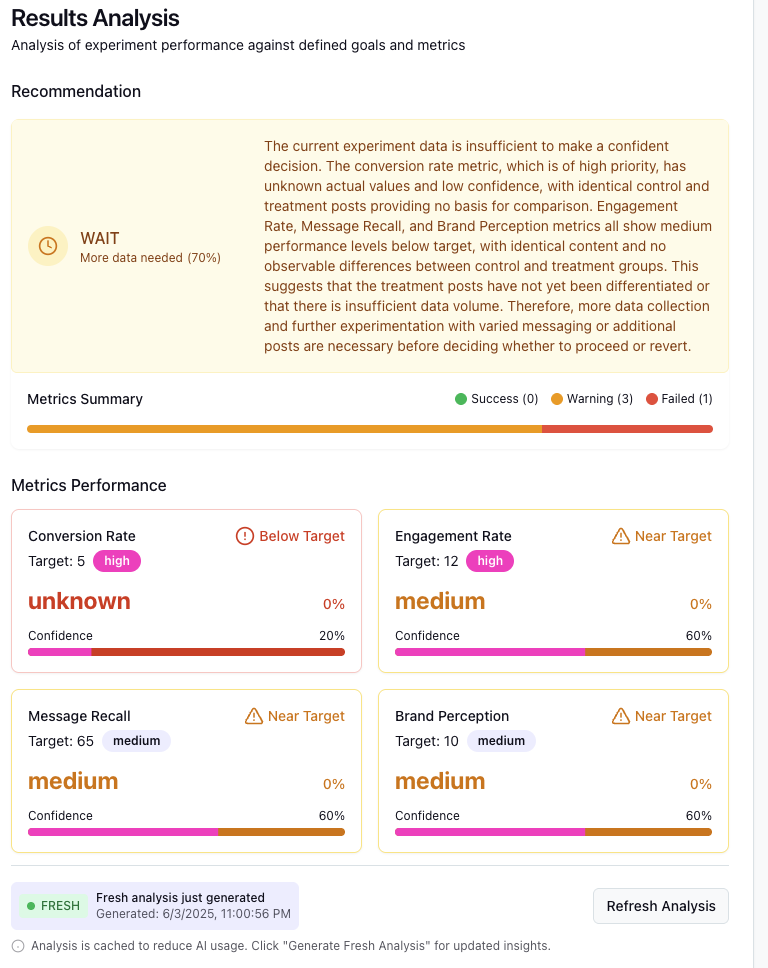 Results Analysis
Analysis of experiment performance against defined goals and metrics
Recommendation
WAIT
More data needed (70%)
The current experiment data is insufficient to make a confident
decision. The conversion rate metric, which is of high priority, has
unknown actual values and low confidence, with identical control and
treatment posts providing no basis for comparison. Engagement
Rate, Message Recall, and Brand Perception metrics all show medium
performance levels below target, with identical content and no
observable differences between control and treatment groups. This
suggests that the treatment posts have not yet been differentiated or
that there is insufficient data volume. Therefore, more data collection
and further experimentation with varied messaging or additional
posts are necessary before deciding whether to proceed or revert.
Metrics Summary
Success (0) Warning (3) Failed (1)
Metrics Performance
Conversion Rate
Below Target
Target: 5 high
unknown
0%
Confidence
20%
Engagement Rate
Near Target
Target: 12 high
medium
0%
Confidence
60%
Message Recall
Near Target
Target: 65 medium
medium
0%
Confidence
60%
Brand Perception
Near Target
Target: 10 medium
medium
0%
Confidence
60%
FRESH
Fresh analysis just generated
Generated: 6/3/2025, 11:00:56 PM
Refresh Analysis
Analysis is cached to reduce AI usage. Click "Generate Fresh Analysis" for updated insights.